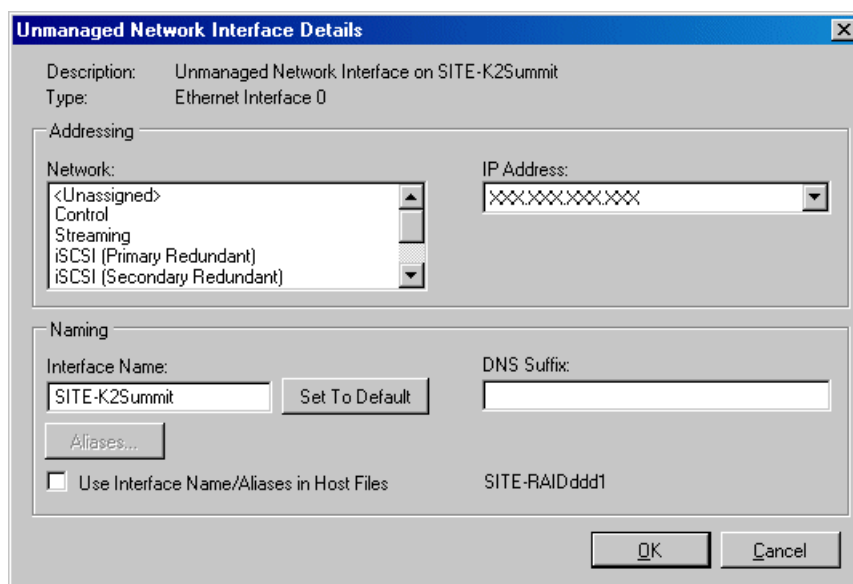 Unmanaged Network Interface Details
Description: Unmanaged Network Interface on SITE-K2Summit
Type: Ethernet Interface 0
Addressing
Network:
<Unassigned>
Control
Streaming
iSCSI (Primary Redundant)
iSCSI (Secondary Redundant)
IP Address:
XXX.XXX.XXX.XXX
Naming
Interface Name:
SITE-K2Summit
Set To Default
DNS Suffix:
Aliases...
Use Interface Name/Aliases in Host Files
SITE-RAIDddd1
OK
Cancel